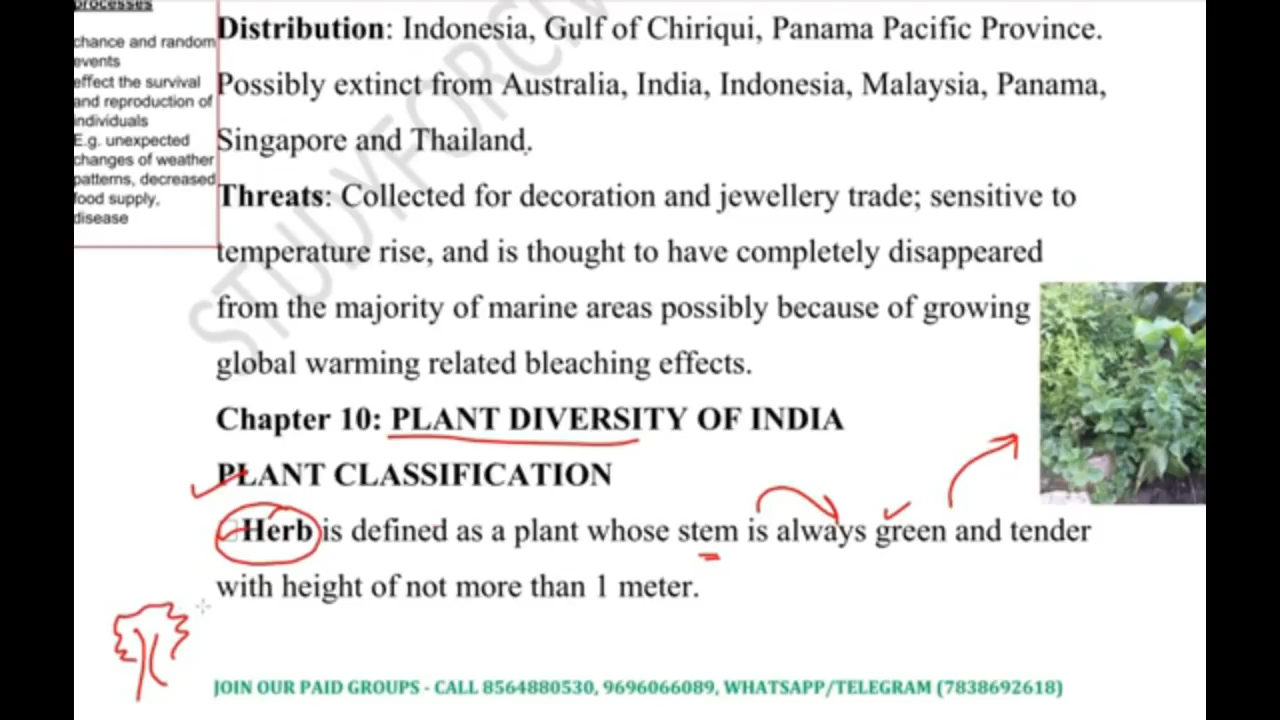 processes
chance and random
events
effect the survival
and reproduction of
individuals
E.g. unexpected
changes of weather
patterns, decreased
food supply,
disease
Distribution: Indonesia, Gulf of Chiriqui, Panama Pacific Province.
Possibly extinct from Australia, India, Indonesia, Malaysia, Panama,
Singapore and Thailand.
Threats: Collected for decoration and jewellery trade; sensitive to
temperature rise, and is thought to have completely disappeared
from the majority of marine areas possibly because of growing
global warming related bleaching effects.
Chapter 10: PLANT DIVERSITY OF INDIA
PLANT CLASSIFICATION
Herb is defined as a plant whose stem is always green and tender
with height of not more than 1 meter.
JOIN OUR PAID GROUPS - CALL 8564880530, 9696066089, WHATSAPP/TELEGRAM (7838692618)
STUDYFORCIV